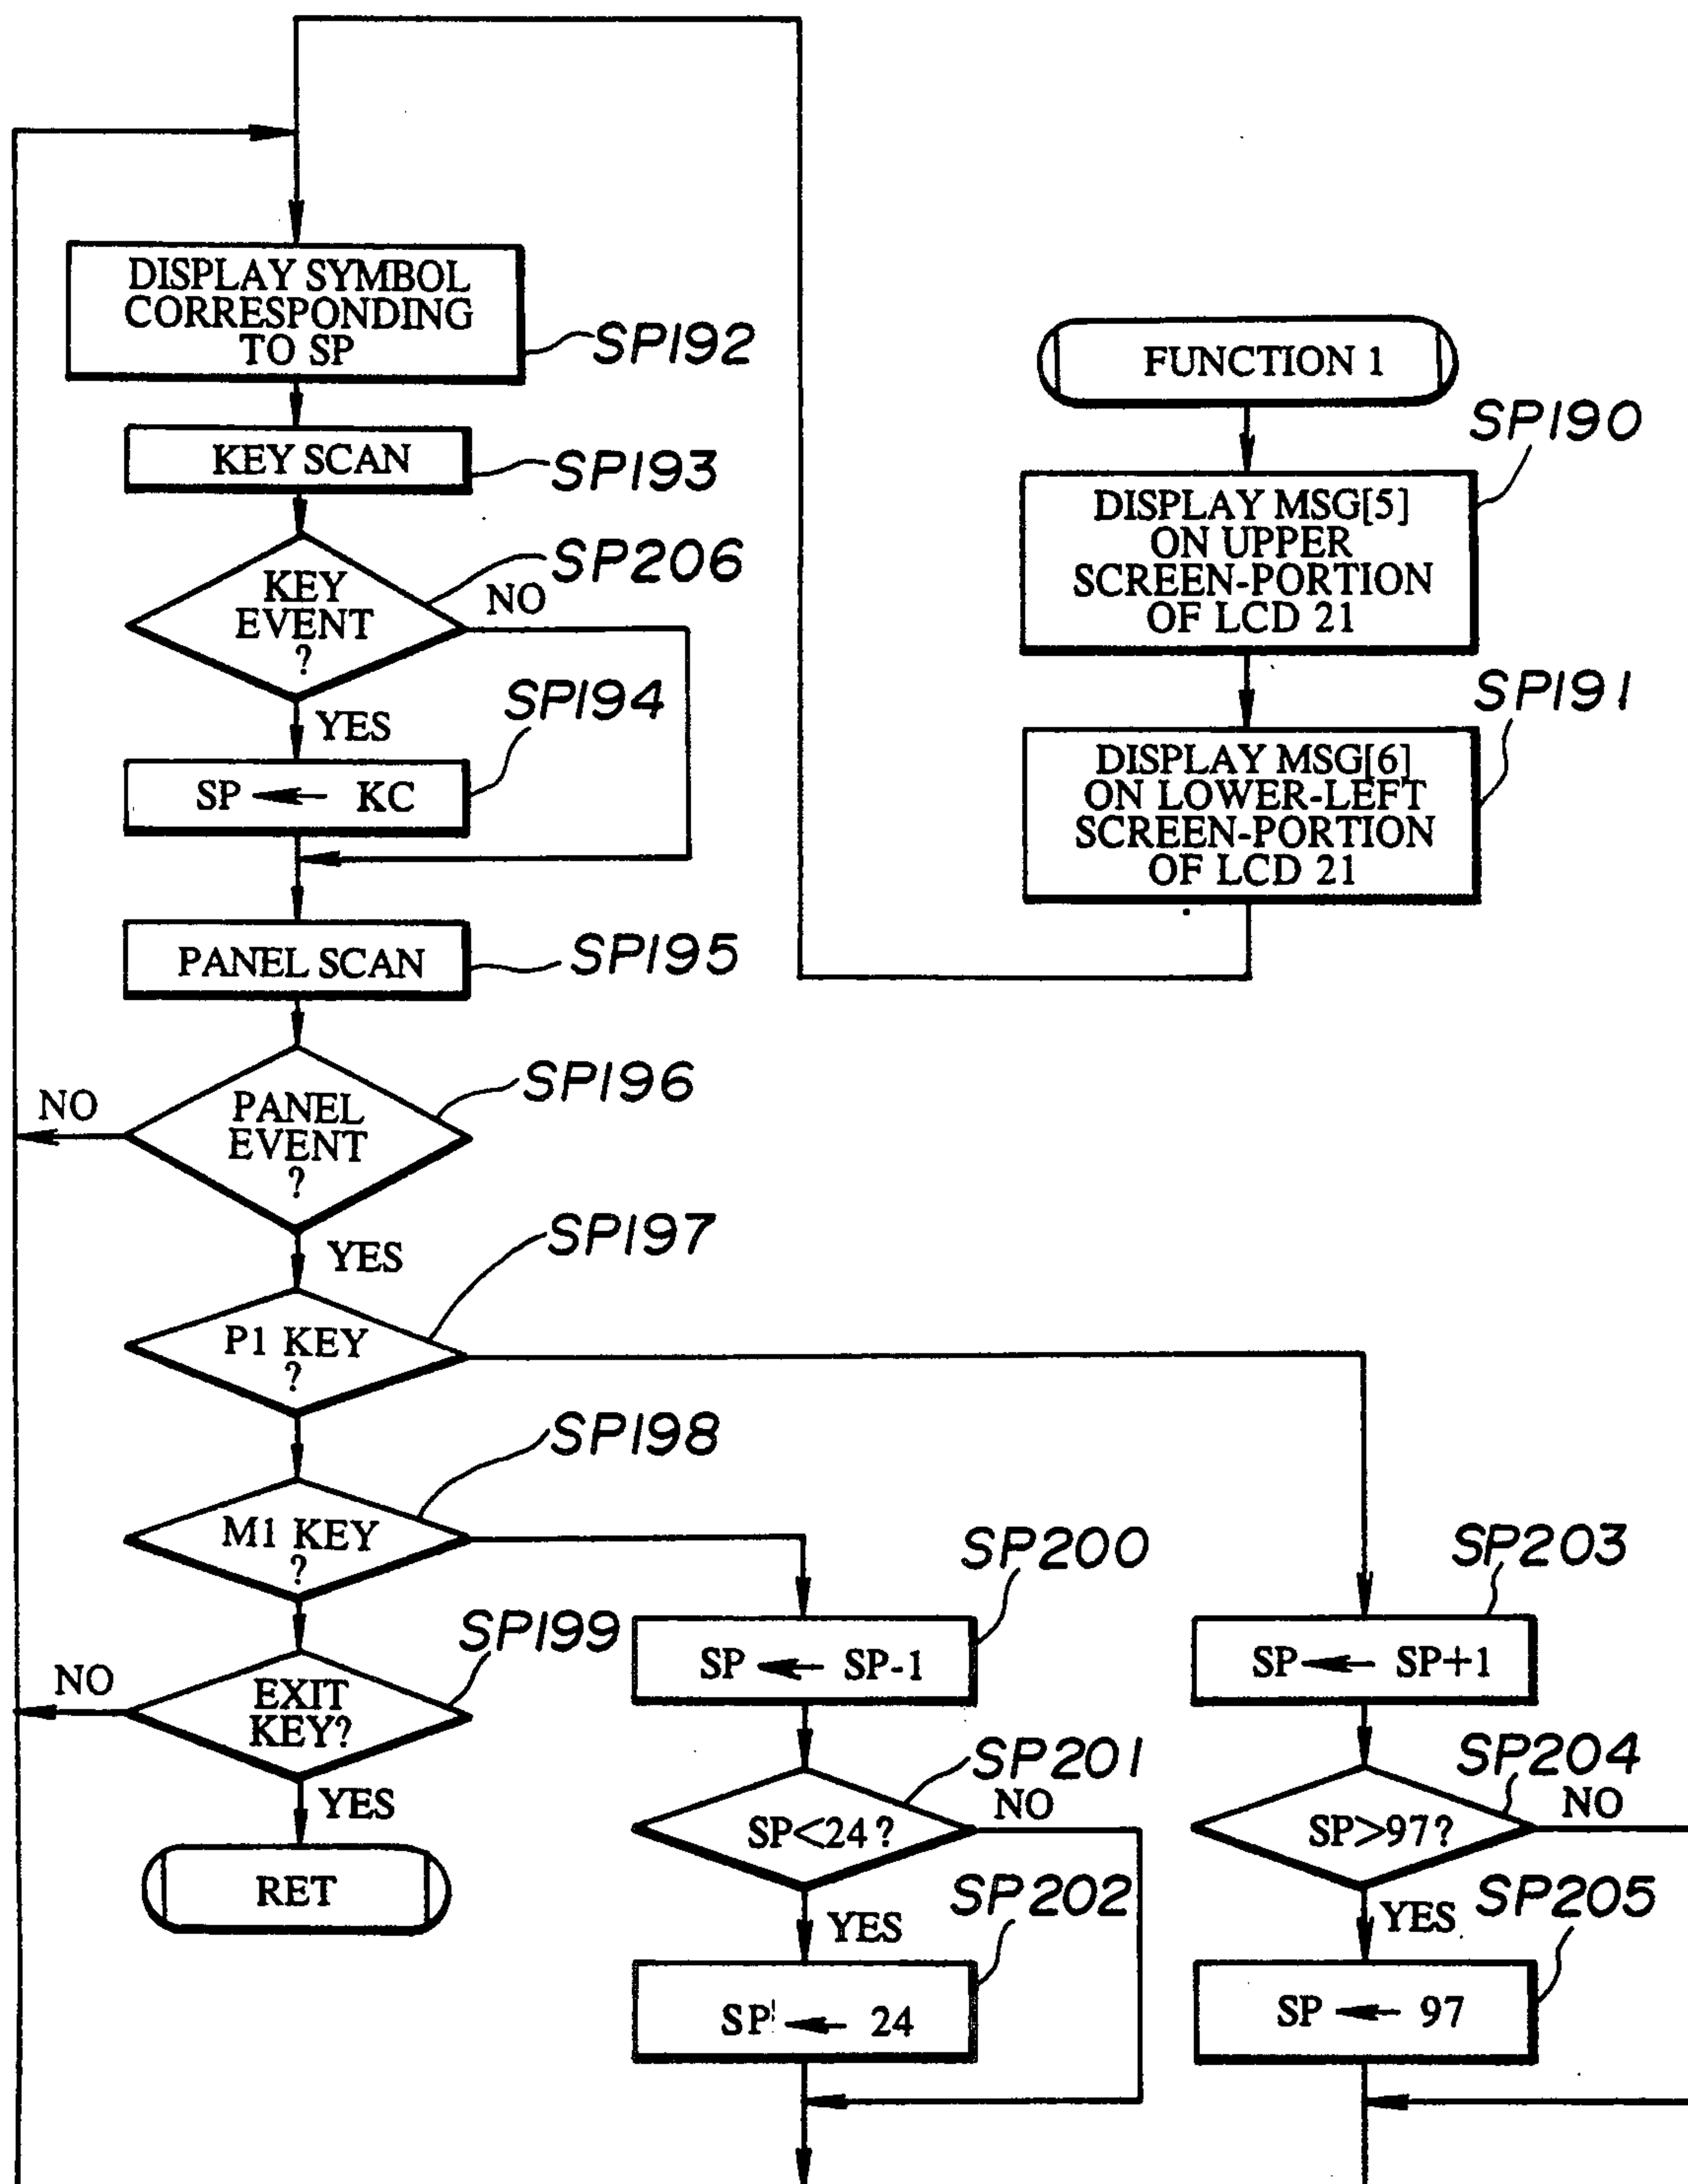 DISPLAY SYMBOL
CORRESPONDING
TO SP
SP192
KEY SCAN
SP193
KEY
EVENT
?
SP206
NO
YES
SP194
SP ← KC
PANEL SCAN
SP195
PANEL
EVENT
?
SP196
NO
YES
P1 KEY
?
SP197
M1 KEY
?
SP198
EXIT
KEY?
SP199
NO
YES
RET
FUNCTION 1
SP190
DISPLAY MSG[5]
ON UPPER
SCREEN-PORTION
OF LCD 21
SP191
DISPLAY MSG[6]
ON LOWER-LEFT
SCREEN-PORTION
OF LCD 21
SP200
SP ← SP-1
SP201
SP<24?
NO
YES
SP202
SP ← 24
SP203
SP ← SP+1
SP204
SP>97?
NO
YES
SP205
SP ← 97